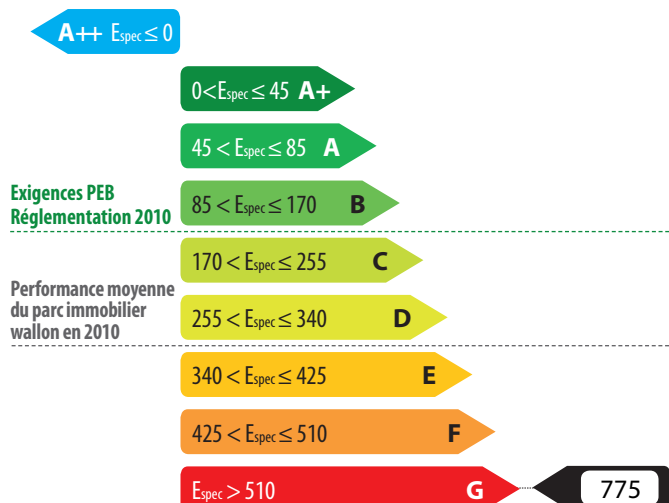 A++ Espec ≤ 0
0<Espec ≤ 45 A+
45 < Espec ≤ 85 A
Exigences PEB
Réglementation 2010
85 < Espec ≤ 170 B
170 < Espec ≤ 255 C
Performance moyenne
du parc immobilier
wallon en 2010
255 < Espec ≤ 340 D
340 < Espec ≤ 425 E
425 < Espec ≤ 510 F
Espec > 510 G 775